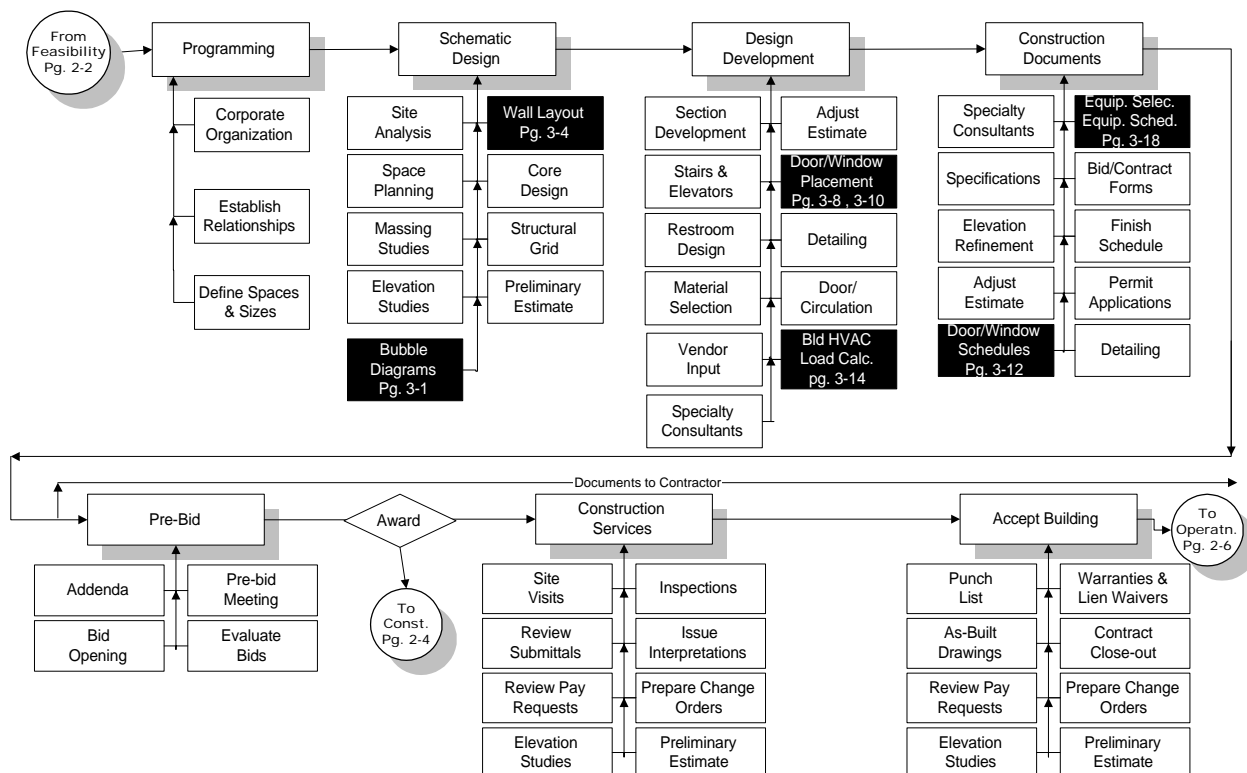 From
Feasibility
Pg. 2-2
Programming
Schematic
Design
Design
Development
Construction
Documents
Corporate
Organization
Establish
Relationships
Define Spaces
& Sizes
Site
Analysis
Wall Layout
Pg. 3-4
Space
Planning
Core
Design
Massing
Studies
Structural
Grid
Elevation
Studies
Preliminary
Estimate
Bubble
Diagrams
Pg. 3-1
Section
Development
Adjust
Estimate
Stairs &
Elevators
Door/Window
Placement
Pg. 3-8 , 3-10
Restroom
Design
Detailing
Material
Selection
Door/
Circulation
Vendor
Input
Bld HVAC
Load Calc.
pg. 3-14
Specialty
Consultants
Specialty
Consultants
Equip. Selec.
Equip. Sched.
Pg. 3-18
Specifications
Bid/Contract
Forms
Elevation
Refinement
Finish
Schedule
Adjust
Estimate
Permit
Applications
Door/Window
Schedules
Pg. 3-12
Detailing
Documents to Contractor
Pre-Bid
Award
Construction
Services
Accept Building
To
Operatn.
Pg. 2-6
Addenda
Pre-bid
Meeting
Bid
Opening
Evaluate
Bids
To
Const.
Pg. 2-4
Site
Visits
Inspections
Review
Submittals
Issue
Interpretations
Review Pay
Requests
Prepare Change
Orders
Elevation
Studies
Preliminary
Estimate
Punch
List
Warranties &
Lien Waivers
As-Built
Drawings
Contract
Close-out
Review Pay
Requests
Prepare Change
Orders
Elevation
Studies
Preliminary
Estimate